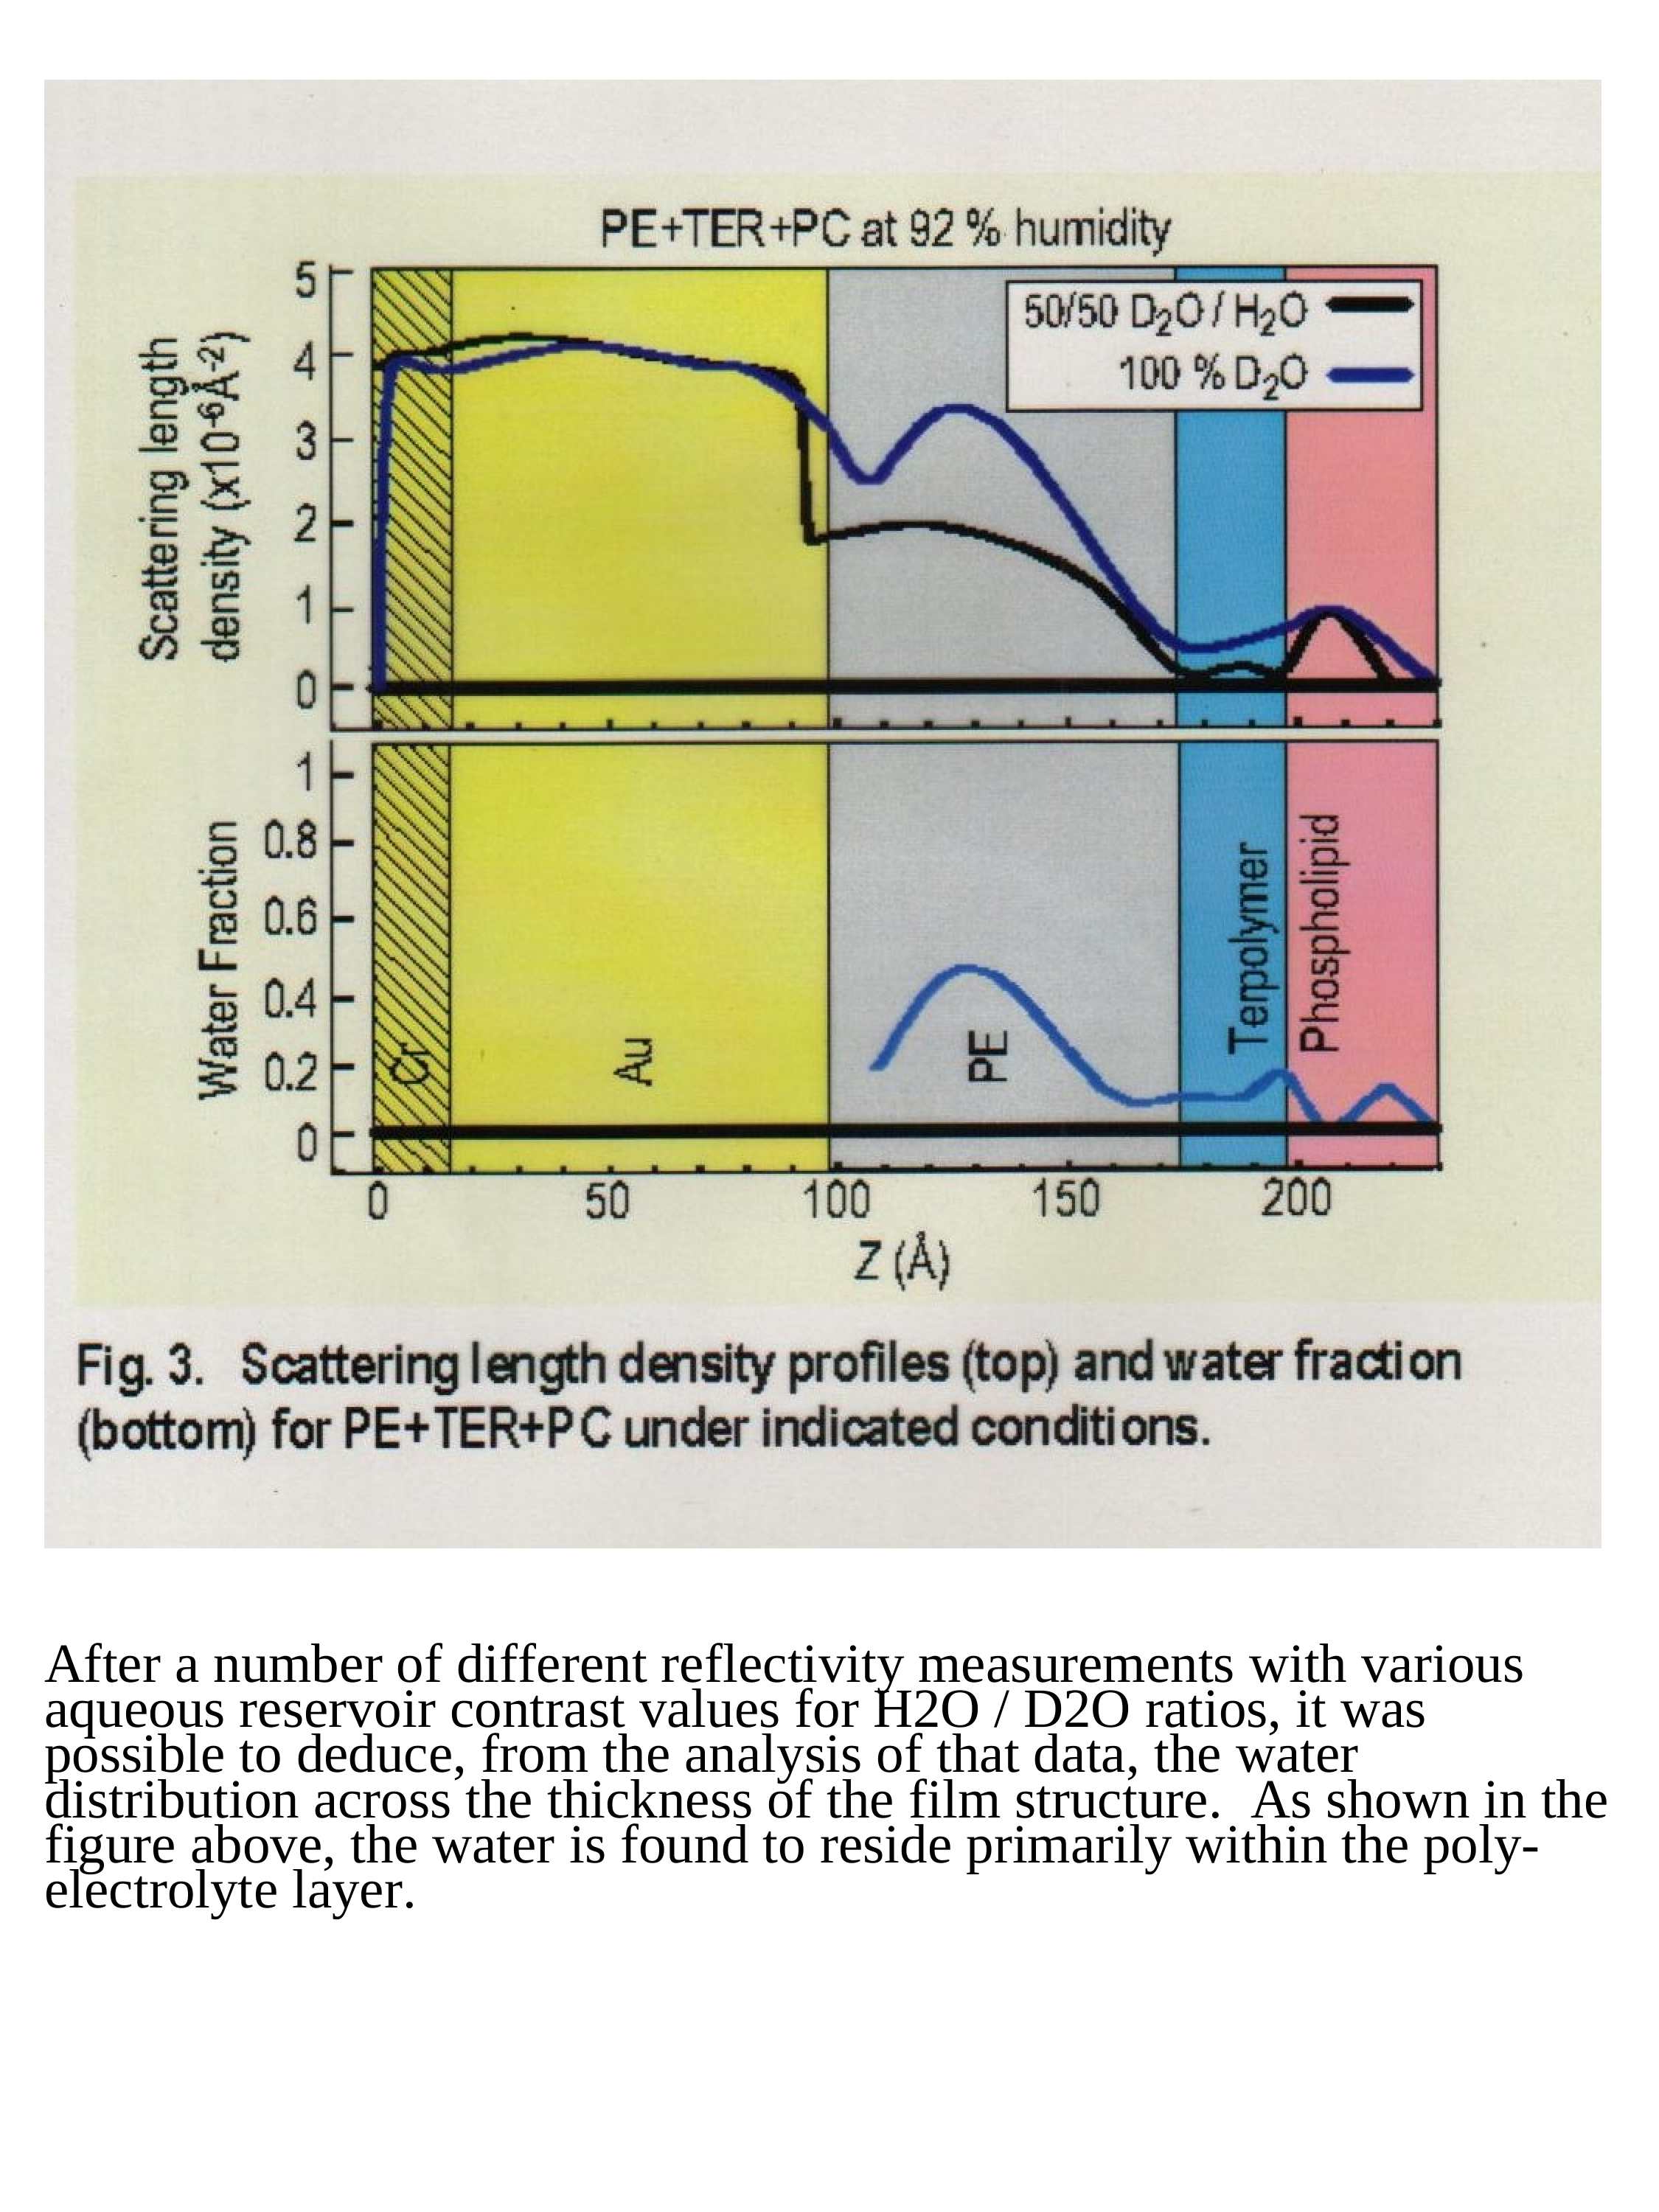 PE+TER+PC at 92 % humidity
Scattering length
density (x10-6Å-2)
5
4
3
2
1
0
50/50 D2O / H2O
100 % D2O
Water Fraction
1
0.8
0.6
0.4
0.2
0
Cr
Au
PE
Terpolymer
Phospholipid
0 50 100 150 200
Z (Å)
Fig. 3. Scattering length density profiles (top) and water fraction
(bottom) for PE+TER+PC under indicated conditions.
After a number of different reflectivity measurements with various
aqueous reservoir contrast values for H2O / D2O ratios, it was
possible to deduce, from the analysis of that data, the water
distribution across the thickness of the film structure.  As shown in the
figure above, the water is found to reside primarily within the poly-
electrolyte layer.